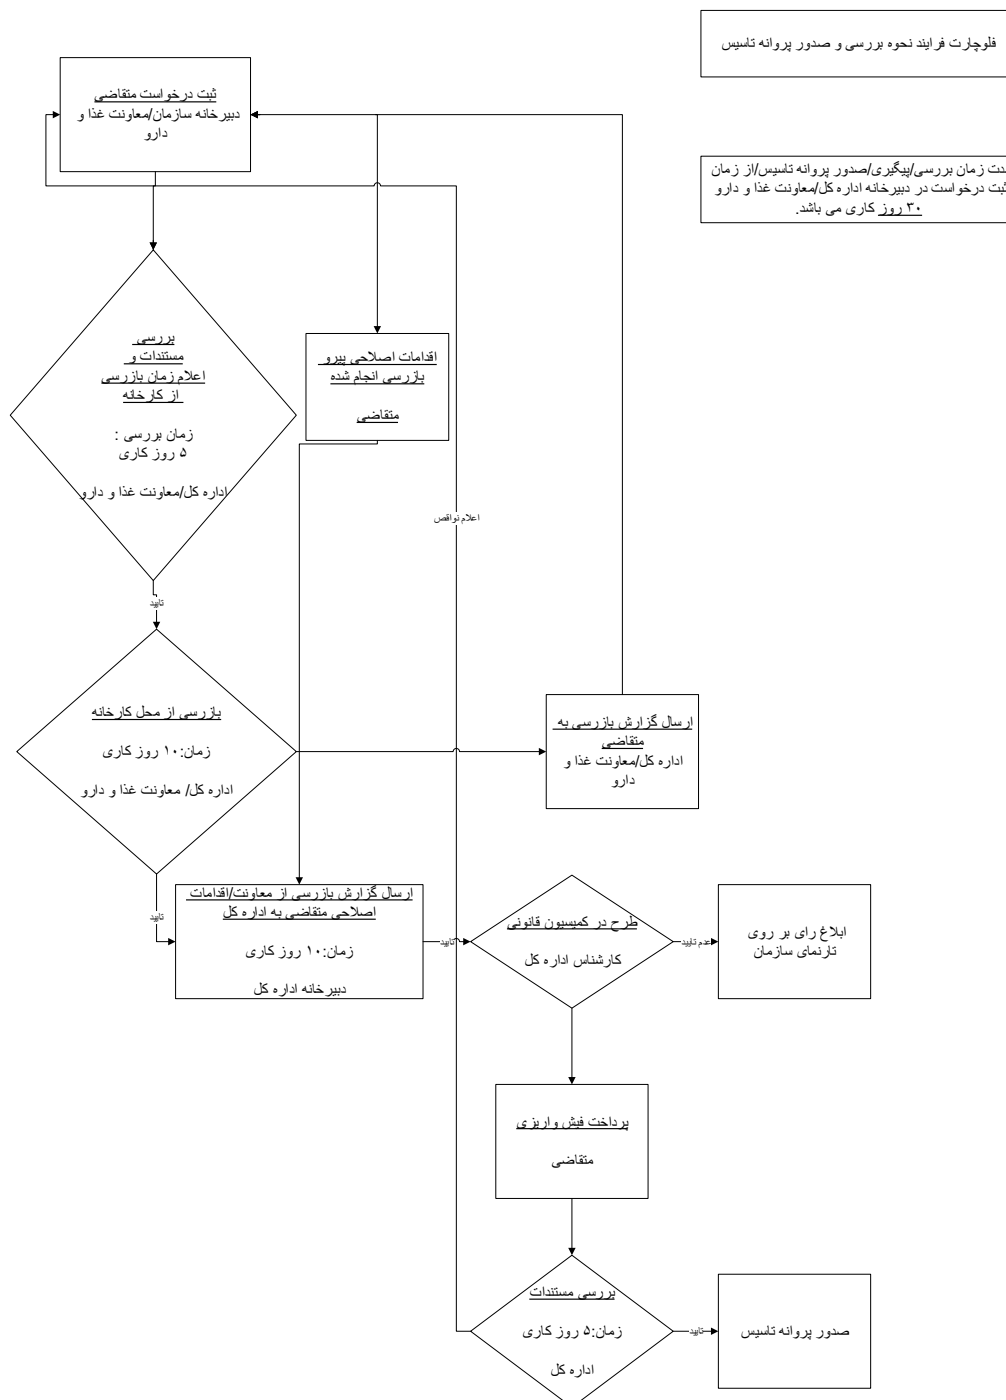 فلوچارت فرایند نحوه بررسی و صدور پروانه تاسیس
ثبت درخواست متقاضی
دبیرخانه سازمان/معاونت غذا و
دارو
مدت زمان بررسی/پیگیری/صدور پروانه تاسیس/از زمان
ثبت درخواست در دبیرخانه اداره کل/معاونت غذا و دارو
۳۰ روز کاری می باشد.
بررسی
مستندات و
اعلام زمان بازرسی
از کارخانه
زمان بررسی :
۵ روز کاری
اداره کل/معاونت غذا و دارو
اقدامات اصلاحی پیرو
بازرسی انجام شده
متقاضی
اعلام نواقص
تایید
بازرسی از محل کارخانه
زمان:۱۰ روز کاری
اداره کل/ معاونت غذا و دارو
ارسال گزارش بازرسی به
متقاضی
اداره کل/معاونت غذا و
دارو
تایید
ارسال گزارش بازرسی از معاونت/اقدامات
اصلاحی متقاضی به اداره کل
زمان:۱۰ روز کاری
دبیرخانه اداره کل
تایید
طرح در کمیسیون قانونی
کارشناس اداره کل
عدم تایید
ابلاغ رای بر روی
تارنمای سازمان
پرداخت فیش واریزی
متقاضی
بررسی مستندات
زمان:۵ روز کاری
اداره کل
تایید
صدور پروانه تاسیس